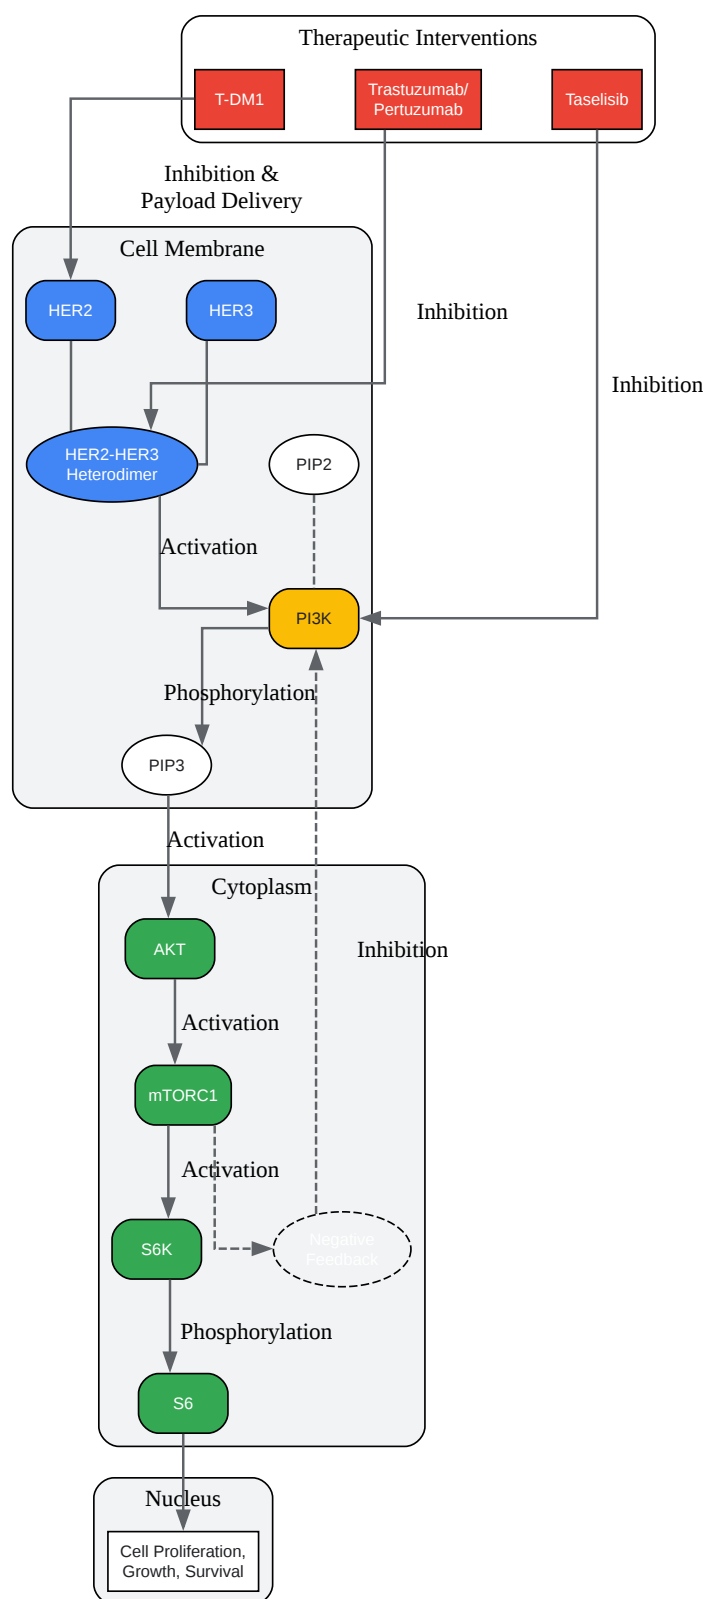 Therapeutic Interventions
T-DM1
Trastuzumab/
Pertuzumab
Taselisib
Inhibition &
Payload Delivery
Cell Membrane
HER2
HER3
Inhibition
Inhibition
HER2-HER3
Heterodimer
PIP2
Activation
PI3K
Phosphorylation
PIP3
Activation
Cytoplasm
AKT
Inhibition
Activation
mTORC1
Activation
S6K
Negative
Feedback
Phosphorylation
S6
Nucleus
Cell Proliferation,
Growth, Survival